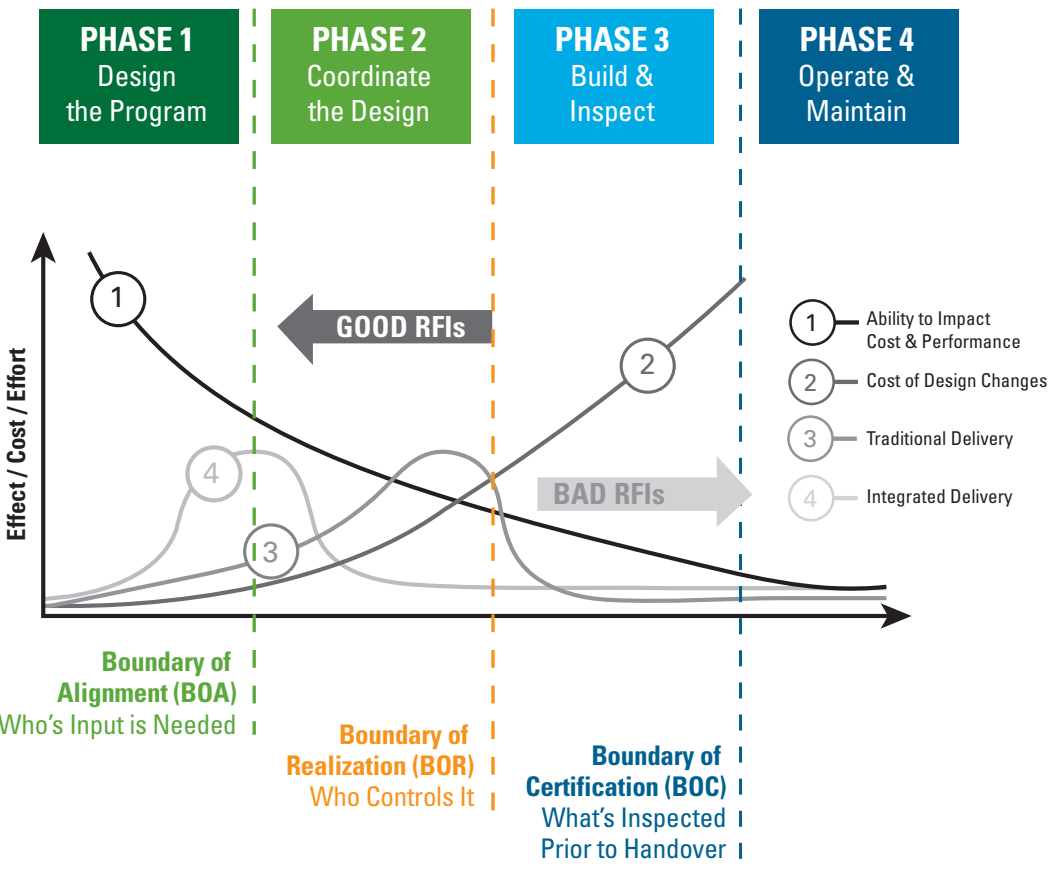 PHASE 1
Design
the Program
PHASE 2
Coordinate
the Design
PHASE 3
Build &
Inspect
PHASE 4
Operate &
Maintain
Effect / Cost / Effort
1
GOOD RFIs
2
4
3
BAD RFIs
1
Ability to Impact
Cost & Performance
2
Cost of Design Changes
3
Traditional Delivery
4
Integrated Delivery
Boundary of
Alignment (BOA)
Who's Input is Needed
Boundary of
Realization (BOR)
Who Controls It
Boundary of
Certification (BOC)
What's Inspected
Prior to Handover